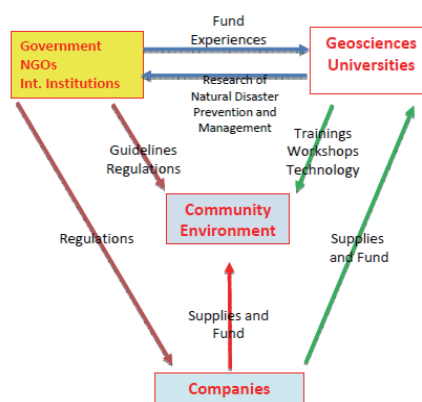 Fund
Experiences
Government
NGOs
Int. Institutions
Geosciences
Universities
Research of
Natural Disaster
Prevention and
Management
Guidelines
Regulations
Trainings
Workshops
Technology
Community
Environment
Regulations
Supplies
and Fund
Supplies and
Fund
Companies